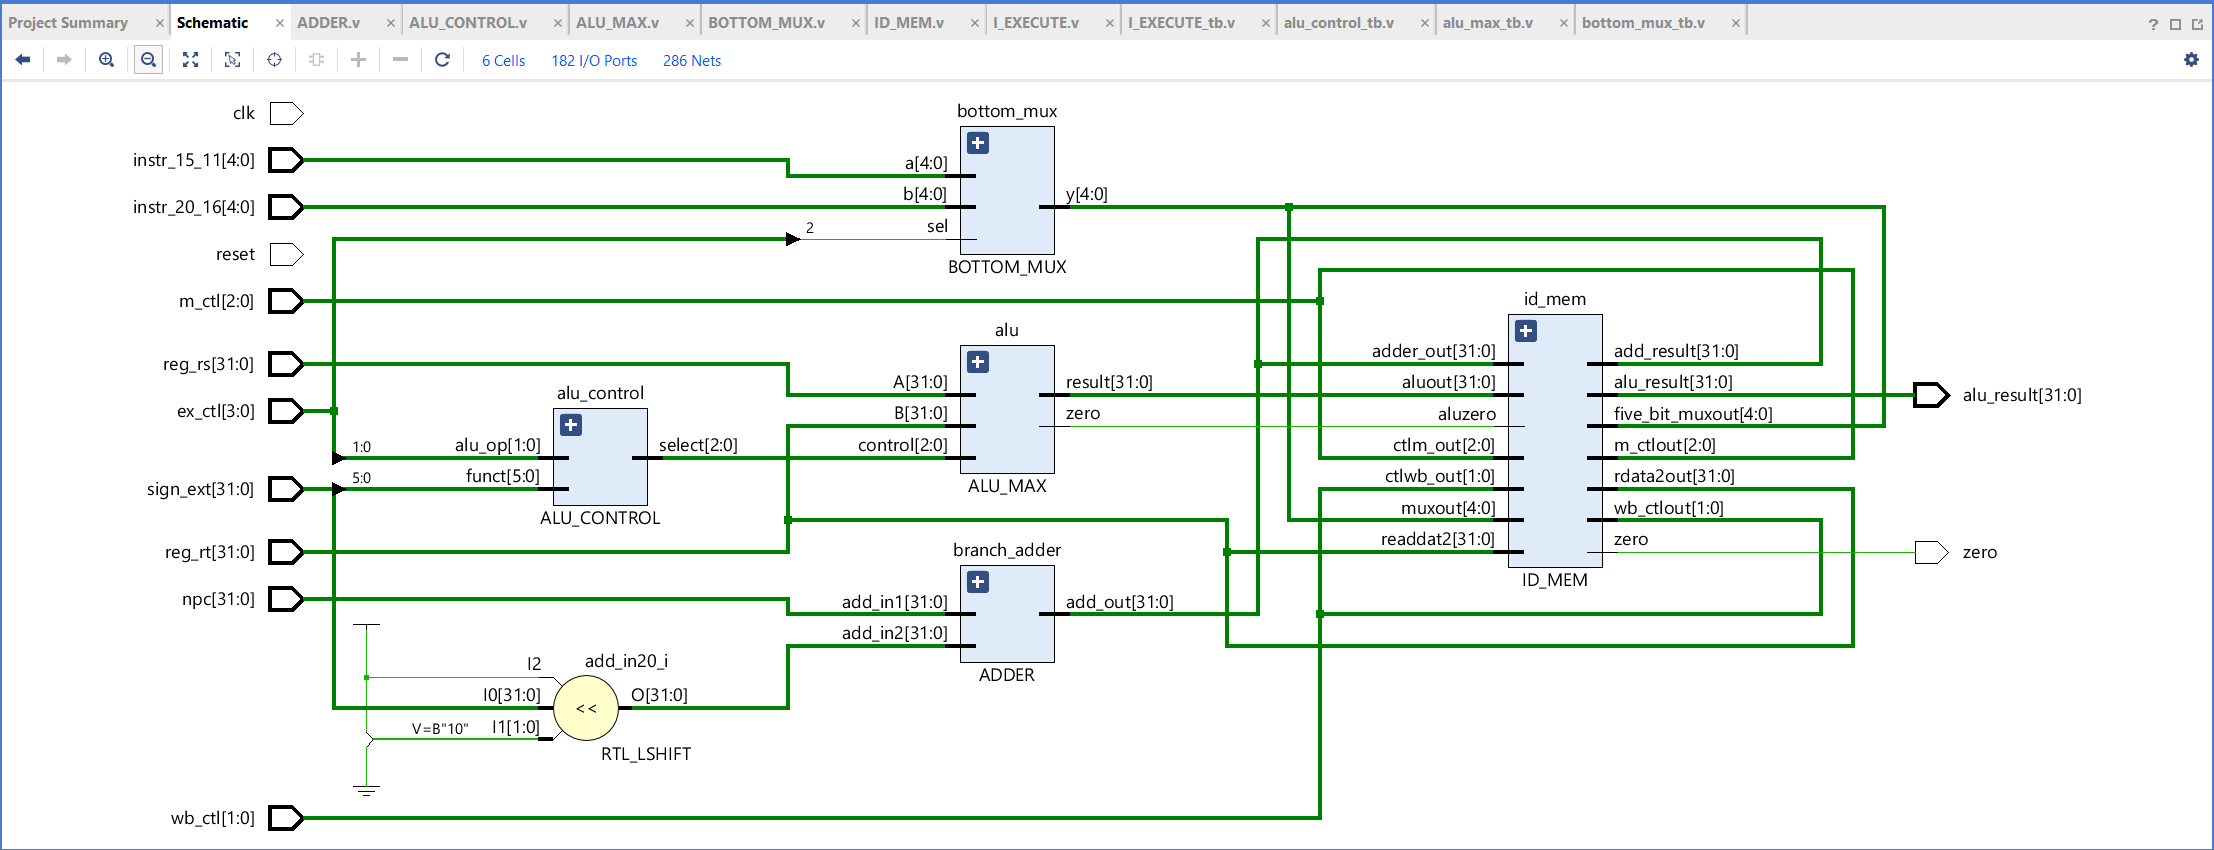 Project Summary × Schematic × ADDER.v × ALU_CONTROL.v × ALU_MAX.v × BOTTOM_MUX.v × ID_MEM.v × I_EXECUTE.v × I_EXECUTE_tb.v × alu_control_tb.v × alu_max_tb.v × bottom_mux_tb.v × ?
6 Cells 182 I/O Ports 286 Nets
clk
instr_15_11[4:0]
instr_20_16[4:0]
reset
m_ctl[2:0]
reg_rs[31:0]
ex_ctl[3:0]
sign_ext[31:0]
reg_rt[31:0]
npc[31:0]
wb_ctl[1:0]
1:0
5:0
alu_control
alu_op[1:0]
funct[5:0]
select[2:0]
ALU_CONTROL
add_in20_i
I2
I0[31:0]
I1[1:0]
V=B"10"
O[31:0]
<<
RTL_LSHIFT
bottom_mux
a[4:0]
b[4:0]
2
sel
y[4:0]
BOTTOM_MUX
alu
A[31:0]
B[31:0]
control[2:0]
result[31:0]
zero
ALU_MAX
branch_adder
add_in1[31:0]
add_in2[31:0]
add_out[31:0]
ADDER
id_mem
adder_out[31:0]
aluout[31:0]
aluzero
ctlm_out[2:0]
ctlwb_out[1:0]
muxout[4:0]
readdat2[31:0]
add_result[31:0]
alu_result[31:0]
five_bit_muxout[4:0]
m_ctlout[2:0]
rdata2out[31:0]
wb_ctlout[1:0]
zero
ID_MEM
alu_result[31:0]
zero